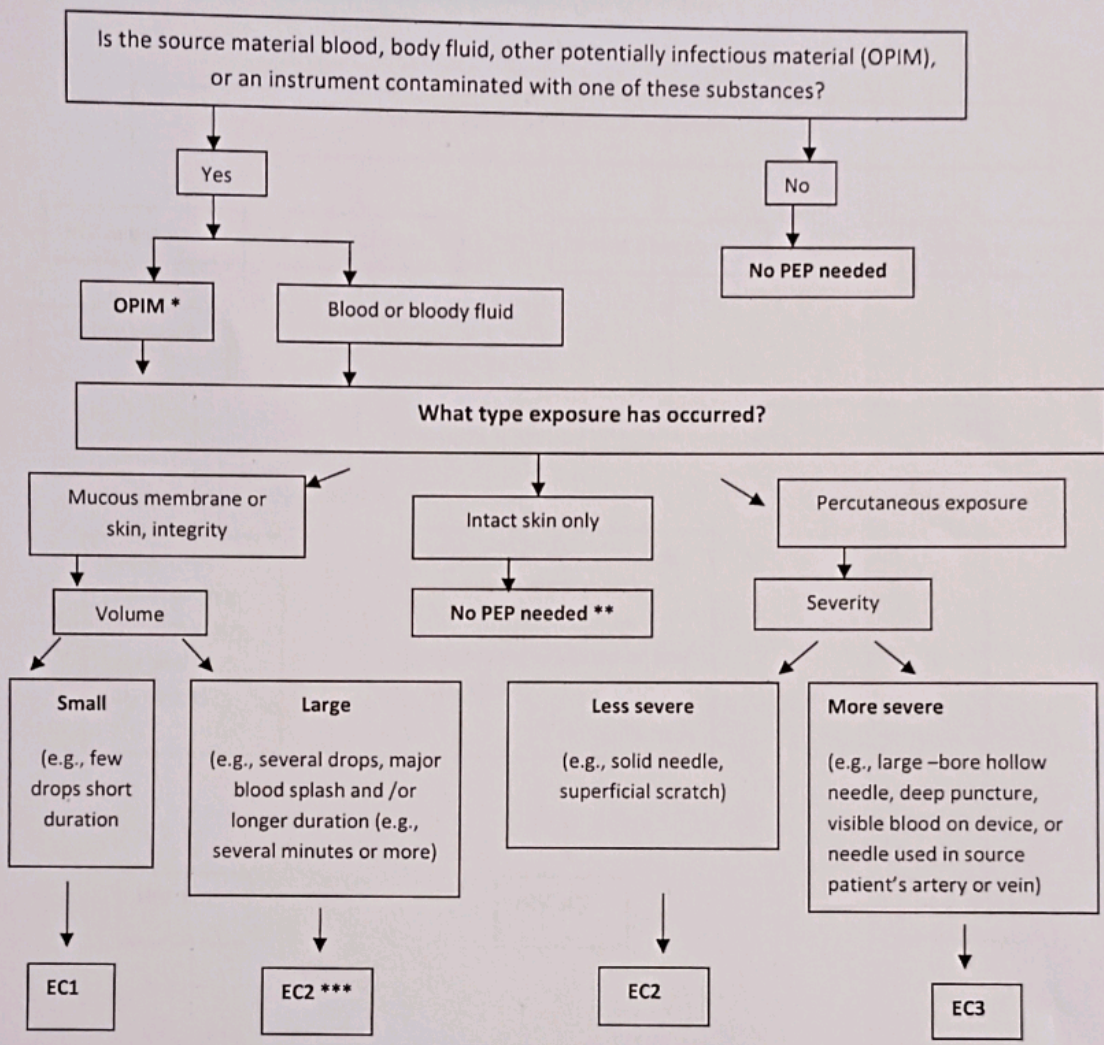 Is the source material blood, body fluid, other potentially infectious material (OPIM),
or an instrument contaminated with one of these substances?
Yes
No
No PEP needed
OPIM *
Blood or bloody fluid
What type exposure has occurred?
Mucous membrane or
skin, integrity
Intact skin only
Percutaneous exposure
Volume
No PEP needed **
Severity
Small
(e.g., few
drops short
duration
Large
(e.g., several drops, major
blood splash and /or
longer duration (e.g.,
several minutes or more)
Less severe
(e.g., solid needle,
superficial scratch)
More severe
(e.g., large –bore hollow
needle, deep puncture,
visible blood on device, or
needle used in source
patient's artery or vein)
EC1
EC2 ***
EC2
EC3